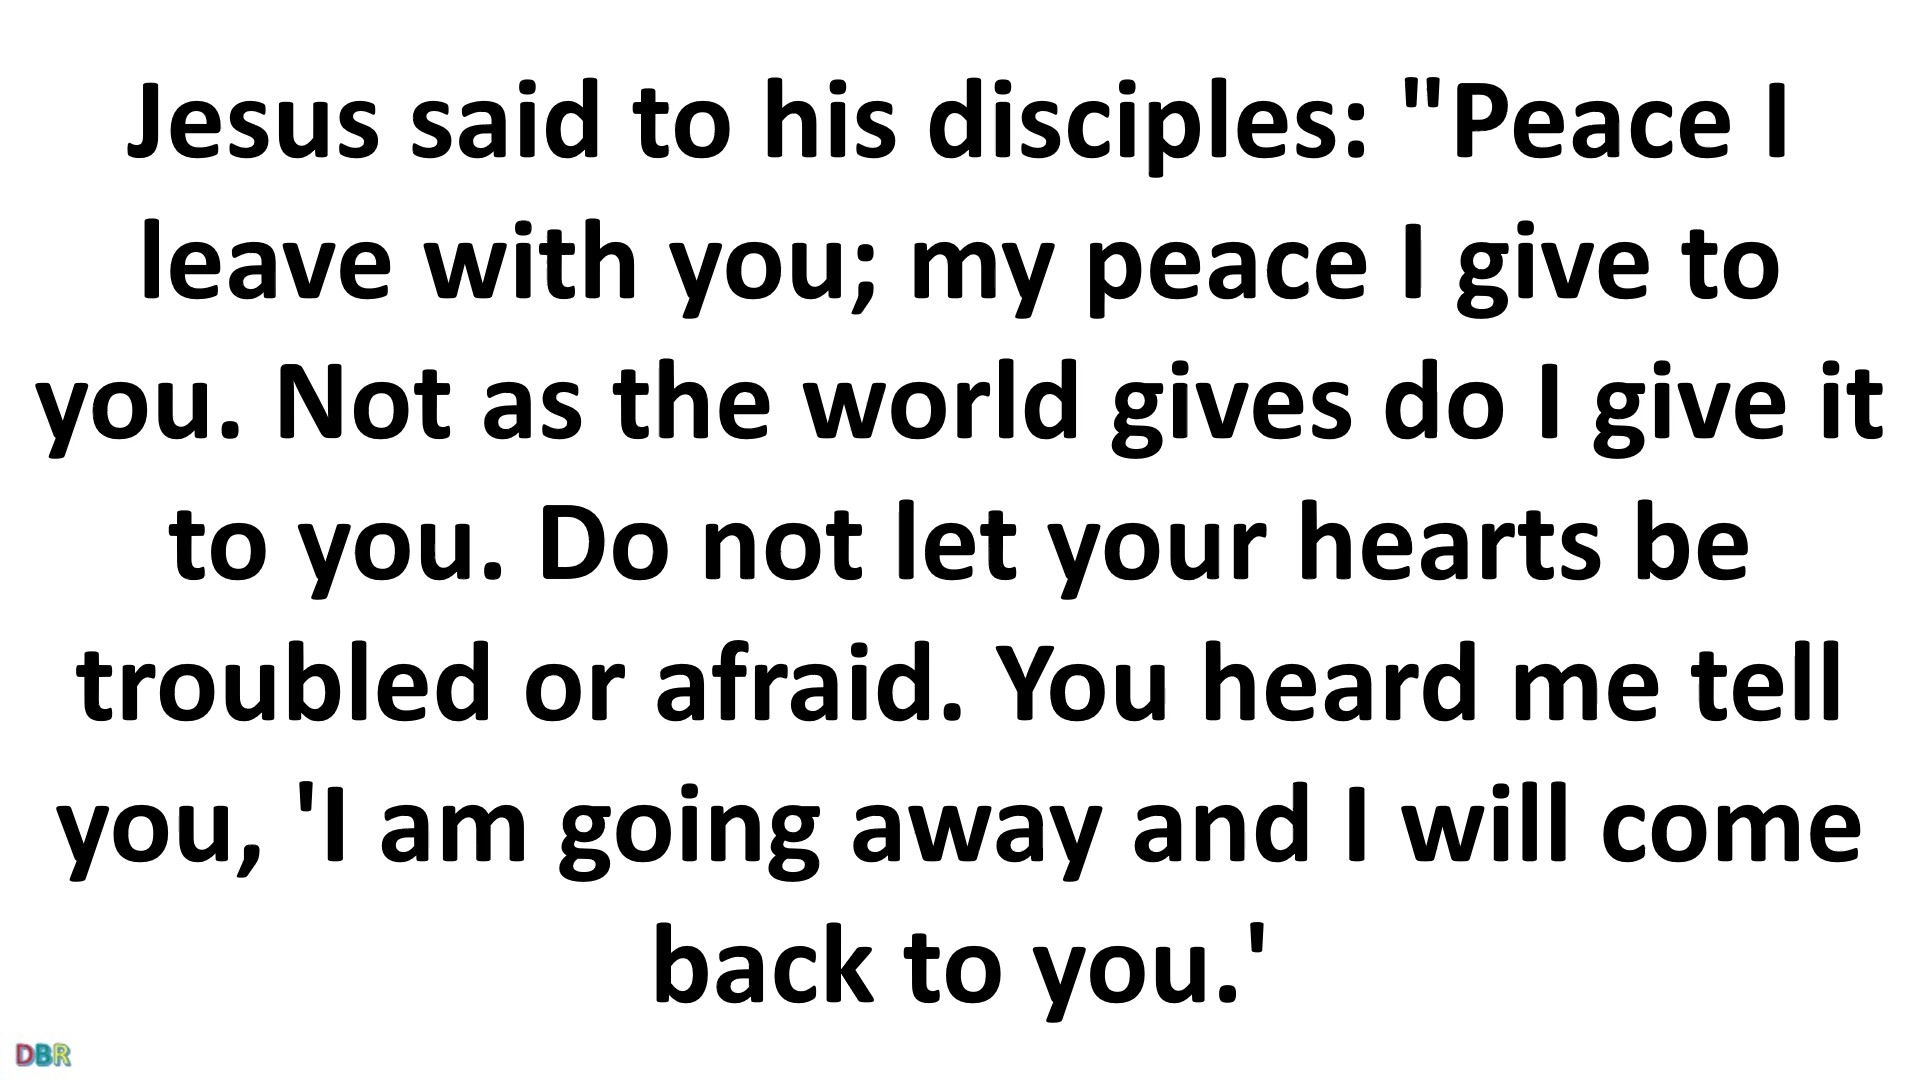 Jesus said to his disciples: "Peace I
leave with you; my peace I give to
you. Not as the world gives do I give it
to you. Do not let your hearts be
troubled or afraid. You heard me tell
you, 'I am going away and I will come
back to you.'
DBR